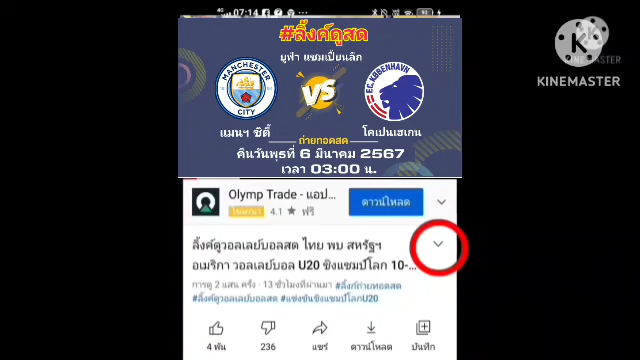 4G 07:14
93
#ลิ้งค์ดูสด
ยูฟ่า แชมเปี้ยนลีก
MANCHESTER
CITY
VS
F.C. KØBENHAVN
แมนฯ ซิตี้
โคเปนเฮเกน
ถ่ายทอดสด
คืนวันพุธที่ 6 มีนาคม 2567
เวลา 03:00 น.
K
KINEMASTER
KINEMASTER
Olymp Trade - แอป...
ดาวน์โหลด
โฆษณา 4.1 ★ ฟรี
ลิ้งค์ดูวอลเลย์บอลสด ไทย พบ สหรัฐฯ
อเมริกา วอลเลย์บอล U20 ชิงแชมป์โลก 10-...
การดู 2 แสน ครั้ง · 13 ชั่วโมงที่ผ่านมา #ลิ้งก์ถ่ายทอดสด
#ลิ้งค์ดูวอลเลย์บอลสด #แข่งขันชิงแชมป์โลกU20
4 พัน
236
แชร์
ดาวน์โหลด
บันทึก